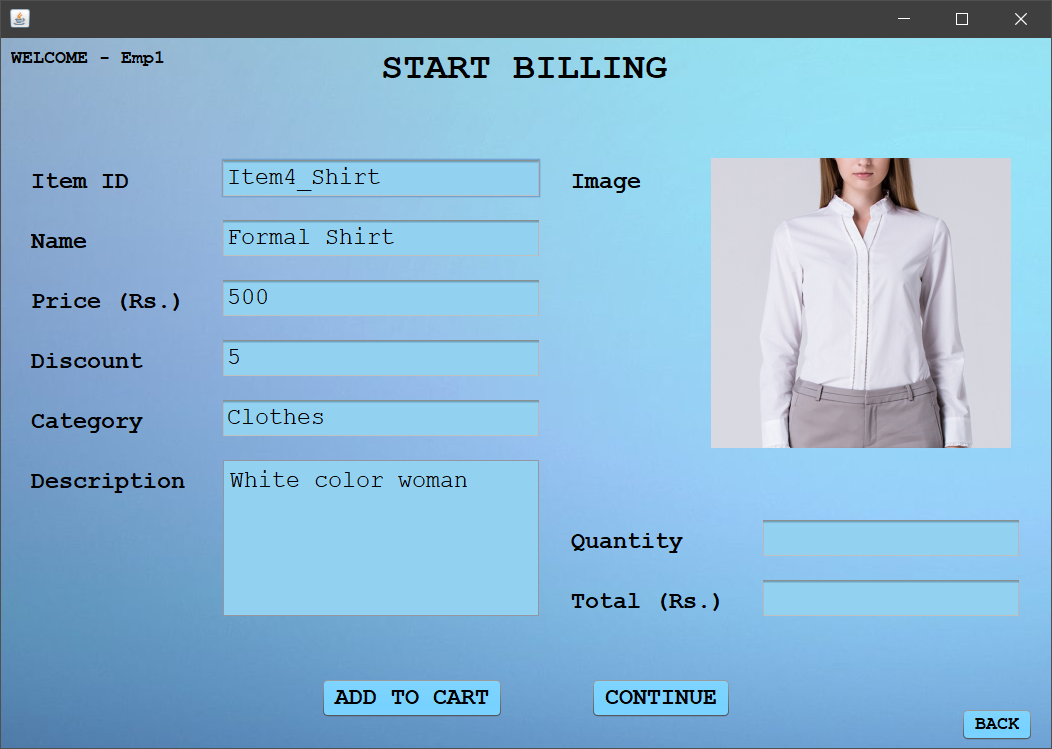 WELCOME - Emp1
START BILLING
Item ID
Item4_Shirt
Image
Name
Formal Shirt
Price (Rs.)
500
Discount
5
Category
Clothes
Description
White color woman
Quantity
Total (Rs.)
ADD TO CART
CONTINUE
BACK